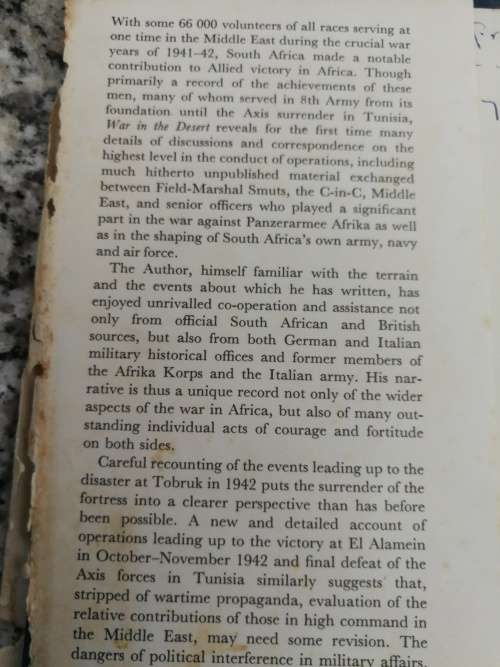 With some 66 000 volunteers of all races serving at
one time in the Middle East during the crucial war
years of 1941–42, South Africa made a notable
contribution to Allied victory in Africa. Though
primarily a record of the achievements of these
men, many of whom served in 8th Army from its
foundation until the Axis surrender in Tunisia,
War in the Desert reveals for the first time many
details of discussions and correspondence on the
highest level in the conduct of operations, including
much hitherto unpublished material exchanged
between Field-Marshal Smuts, the C-in-C, Middle
East, and senior officers who played a significant
part in the war against Panzerarmee Afrika as well
as in the shaping of South Africa's own army, navy
and air force.
The Author, himself familiar with the terrain
and the events about which he has written, has
enjoyed unrivalled co-operation and assistance not
only from official South African and British
sources, but also from both German and Italian
military historical offices and former members of
the Afrika Korps and the Italian army. His nar-
rative is thus a unique record not only of the wider
aspects of the war in Africa, but also of many out-
standing individual acts of courage and fortitude
on both sides.
Careful recounting of the events leading up to the
disaster at Tobruk in 1942 puts the surrender of the
fortress into a clearer perspective than has before
been possible. A new and detailed account of
operations leading up to the victory at El Alamein
in October–November 1942 and final defeat of the
Axis forces in Tunisia similarly suggests that,
stripped of wartime propaganda, evaluation of the
relative contributions of those in high command in
the Middle East, may need some revision. The
dangers of political interference in military affairs,